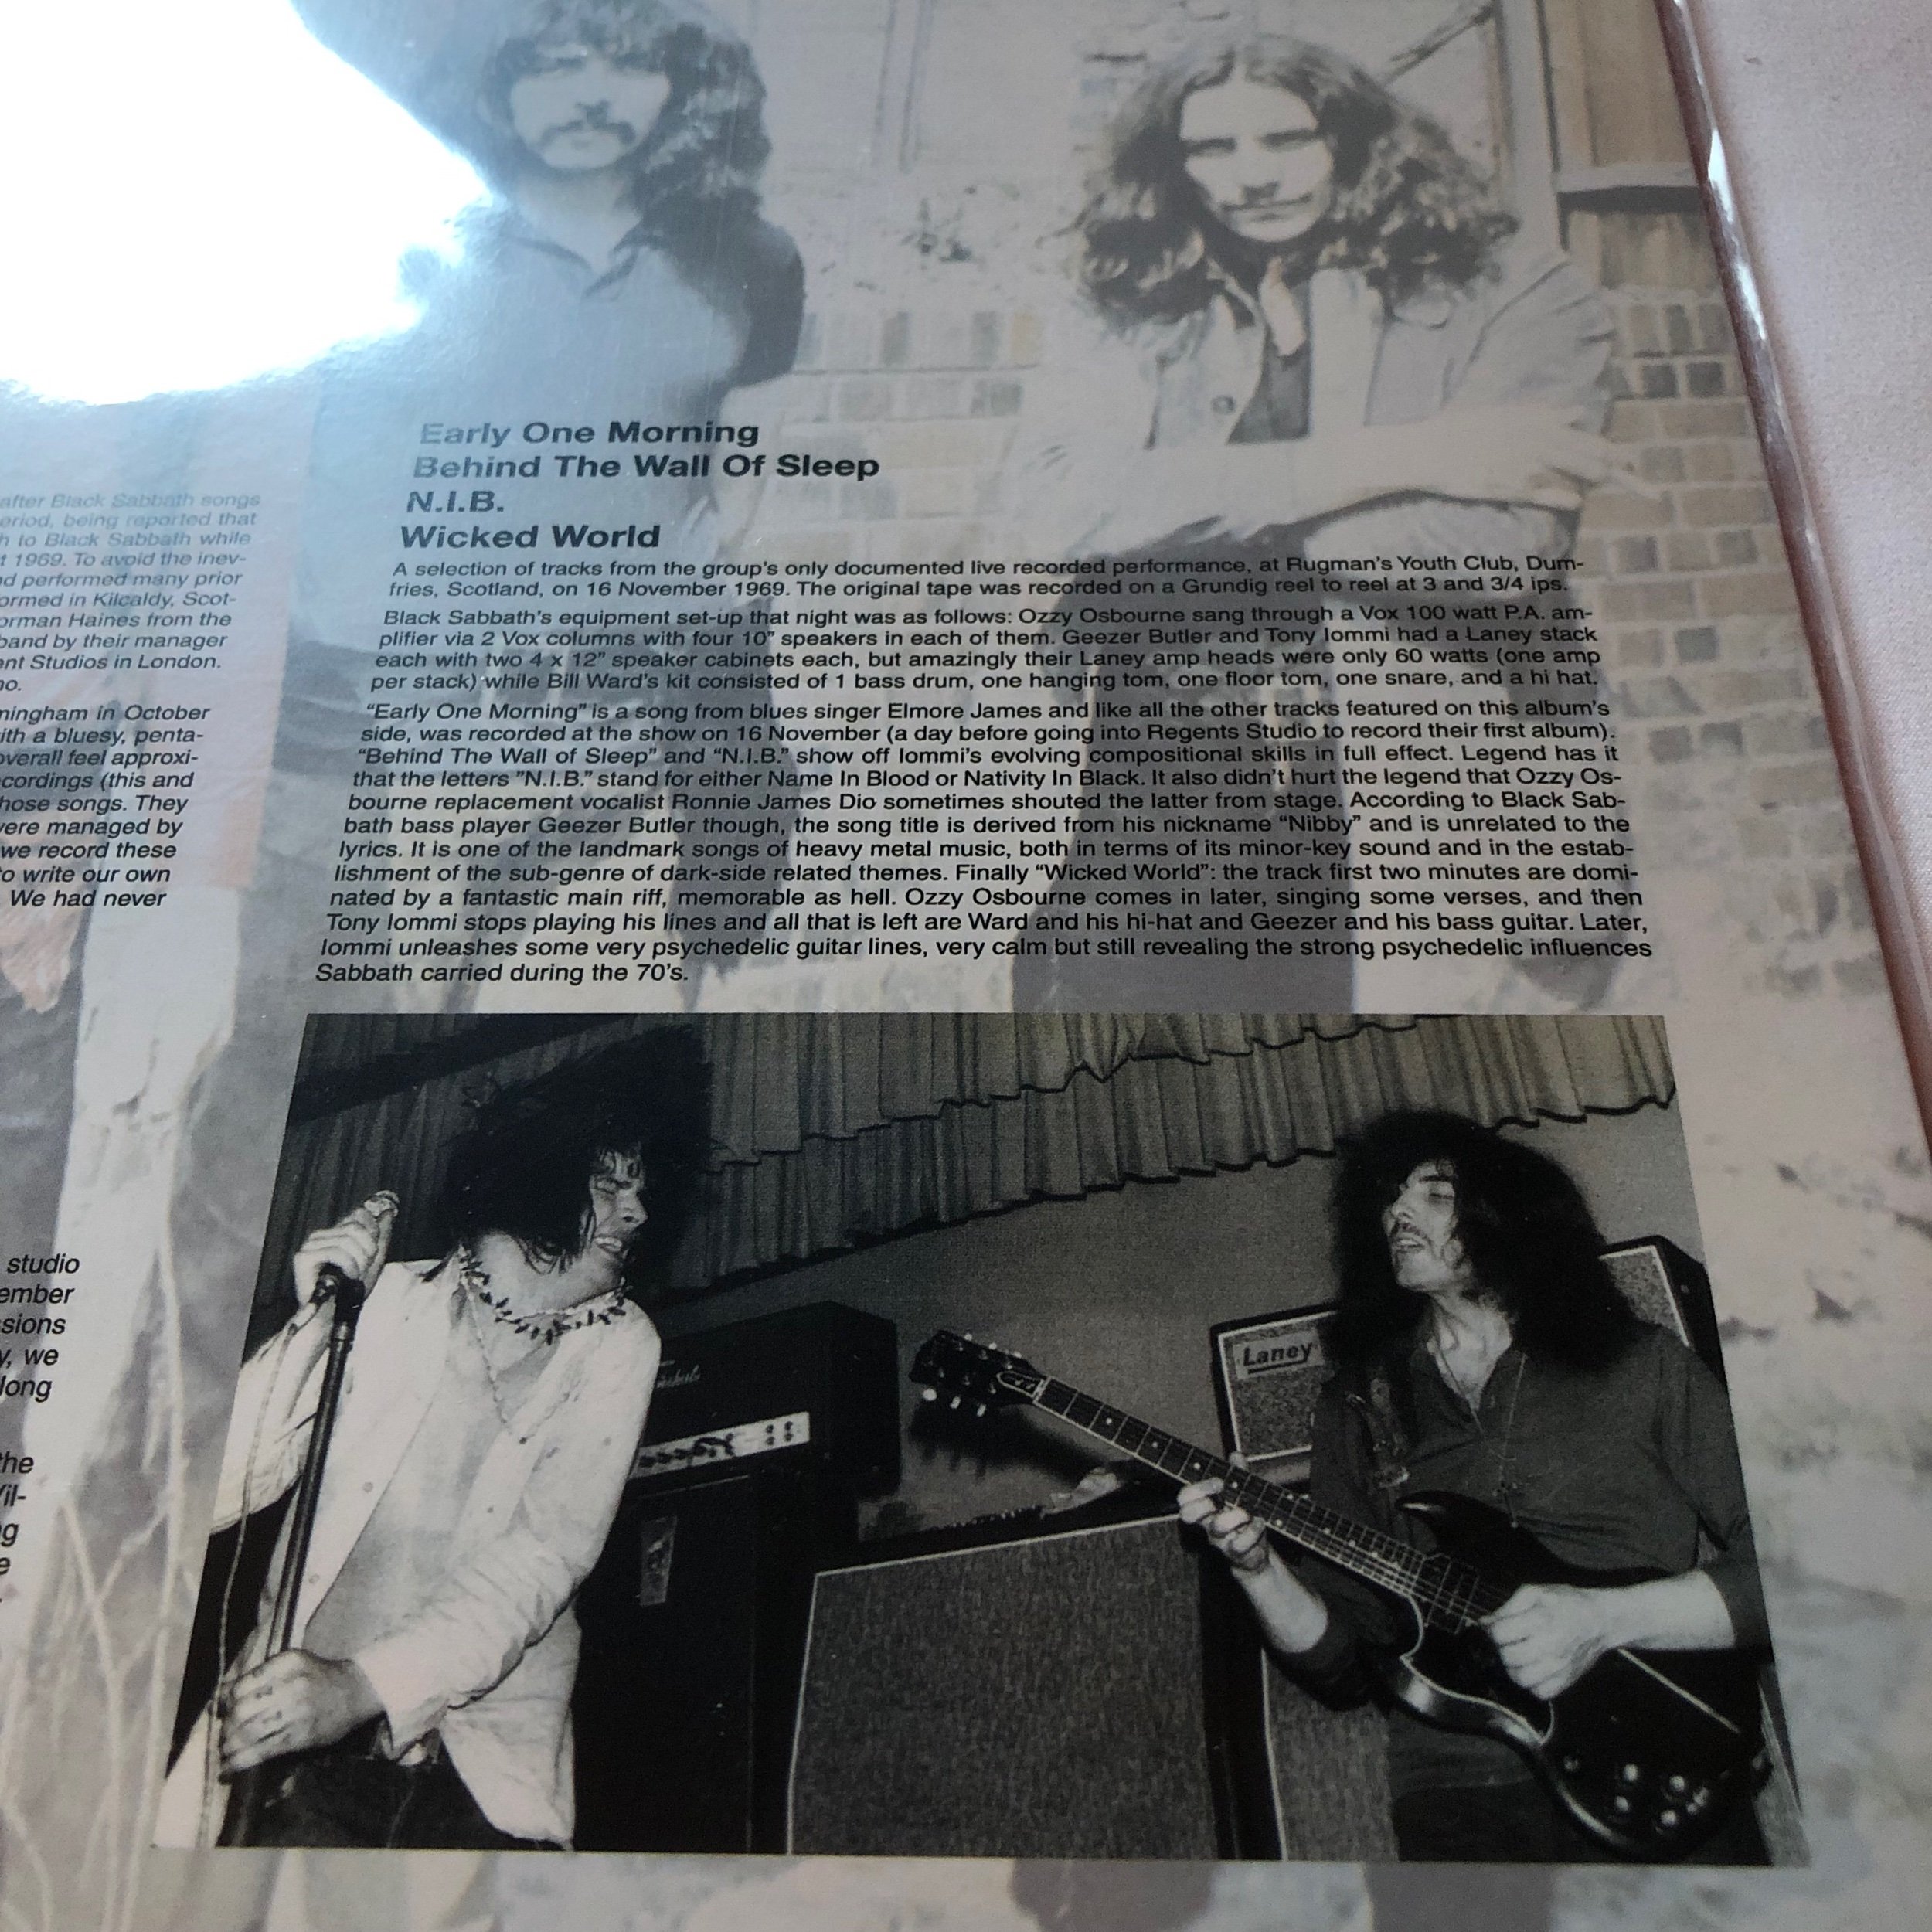 after Black Sabbath songs
eriod, being reported that
h to Black Sabbath while
t 1969. To avoid the inev-
d performed many prior
ormed in Kilcaldy, Scot-
orman Haines from the
band by their manager
ent Studios in London.
no.
mingham in October
ith a bluesy, penta-
overall feel approxi-
cordings (this and
hose songs. They
were managed by
we record these
to write our own
We had never
studio
ember
sions
y, we
long
the
Vil-
g
e
Early One Morning
Behind The Wall Of Sleep
N.I.B.
Wicked World
A selection of tracks from the group's only documented live recorded performance, at Rugman's Youth Club, Dum-
fries, Scotland, on 16 November 1969. The original tape was recorded on a Grundig reel to reel at 3 and 3/4 ips.
Black Sabbath's equipment set-up that night was as follows: Ozzy Osbourne sang through a Vox 100 watt P.A. am-
plifier via 2 Vox columns with four 10" speakers in each of them. Geezer Butler and Tony Iommi had a Laney stack
each with two 4 x 12" speaker cabinets each, but amazingly their Laney amp heads were only 60 watts (one amp
per stack) while Bill Ward's kit consisted of 1 bass drum, one hanging tom, one floor tom, one snare, and a hi hat.
"Early One Morning" is a song from blues singer Elmore James and like all the other tracks featured on this album's
side, was recorded at the show on 16 November (a day before going into Regents Studio to record their first album).
"Behind The Wall of Sleep" and "N.I.B." show off Iommi's evolving compositional skills in full effect. Legend has it
that the letters "N.I.B." stand for either Name In Blood or Nativity In Black. It also didn't hurt the legend that Ozzy Os-
bourne replacement vocalist Ronnie James Dio sometimes shouted the latter from stage. According to Black Sab-
bath bass player Geezer Butler though, the song title is derived from his nickname "Nibby" and is unrelated to the
lyrics. It is one of the landmark songs of heavy metal music, both in terms of its minor-key sound and in the estab-
lishment of the sub-genre of dark-side related themes. Finally "Wicked World": the track first two minutes are domi-
nated by a fantastic main riff, memorable as hell. Ozzy Osbourne comes in later, singing some verses, and then
Tony Iommi stops playing his lines and all that is left are Ward and his hi-hat and Geezer and his bass guitar. Later,
Iommi unleashes some very psychedelic guitar lines, very calm but still revealing the strong psychedelic influences
Sabbath carried during the 70's.
Laney